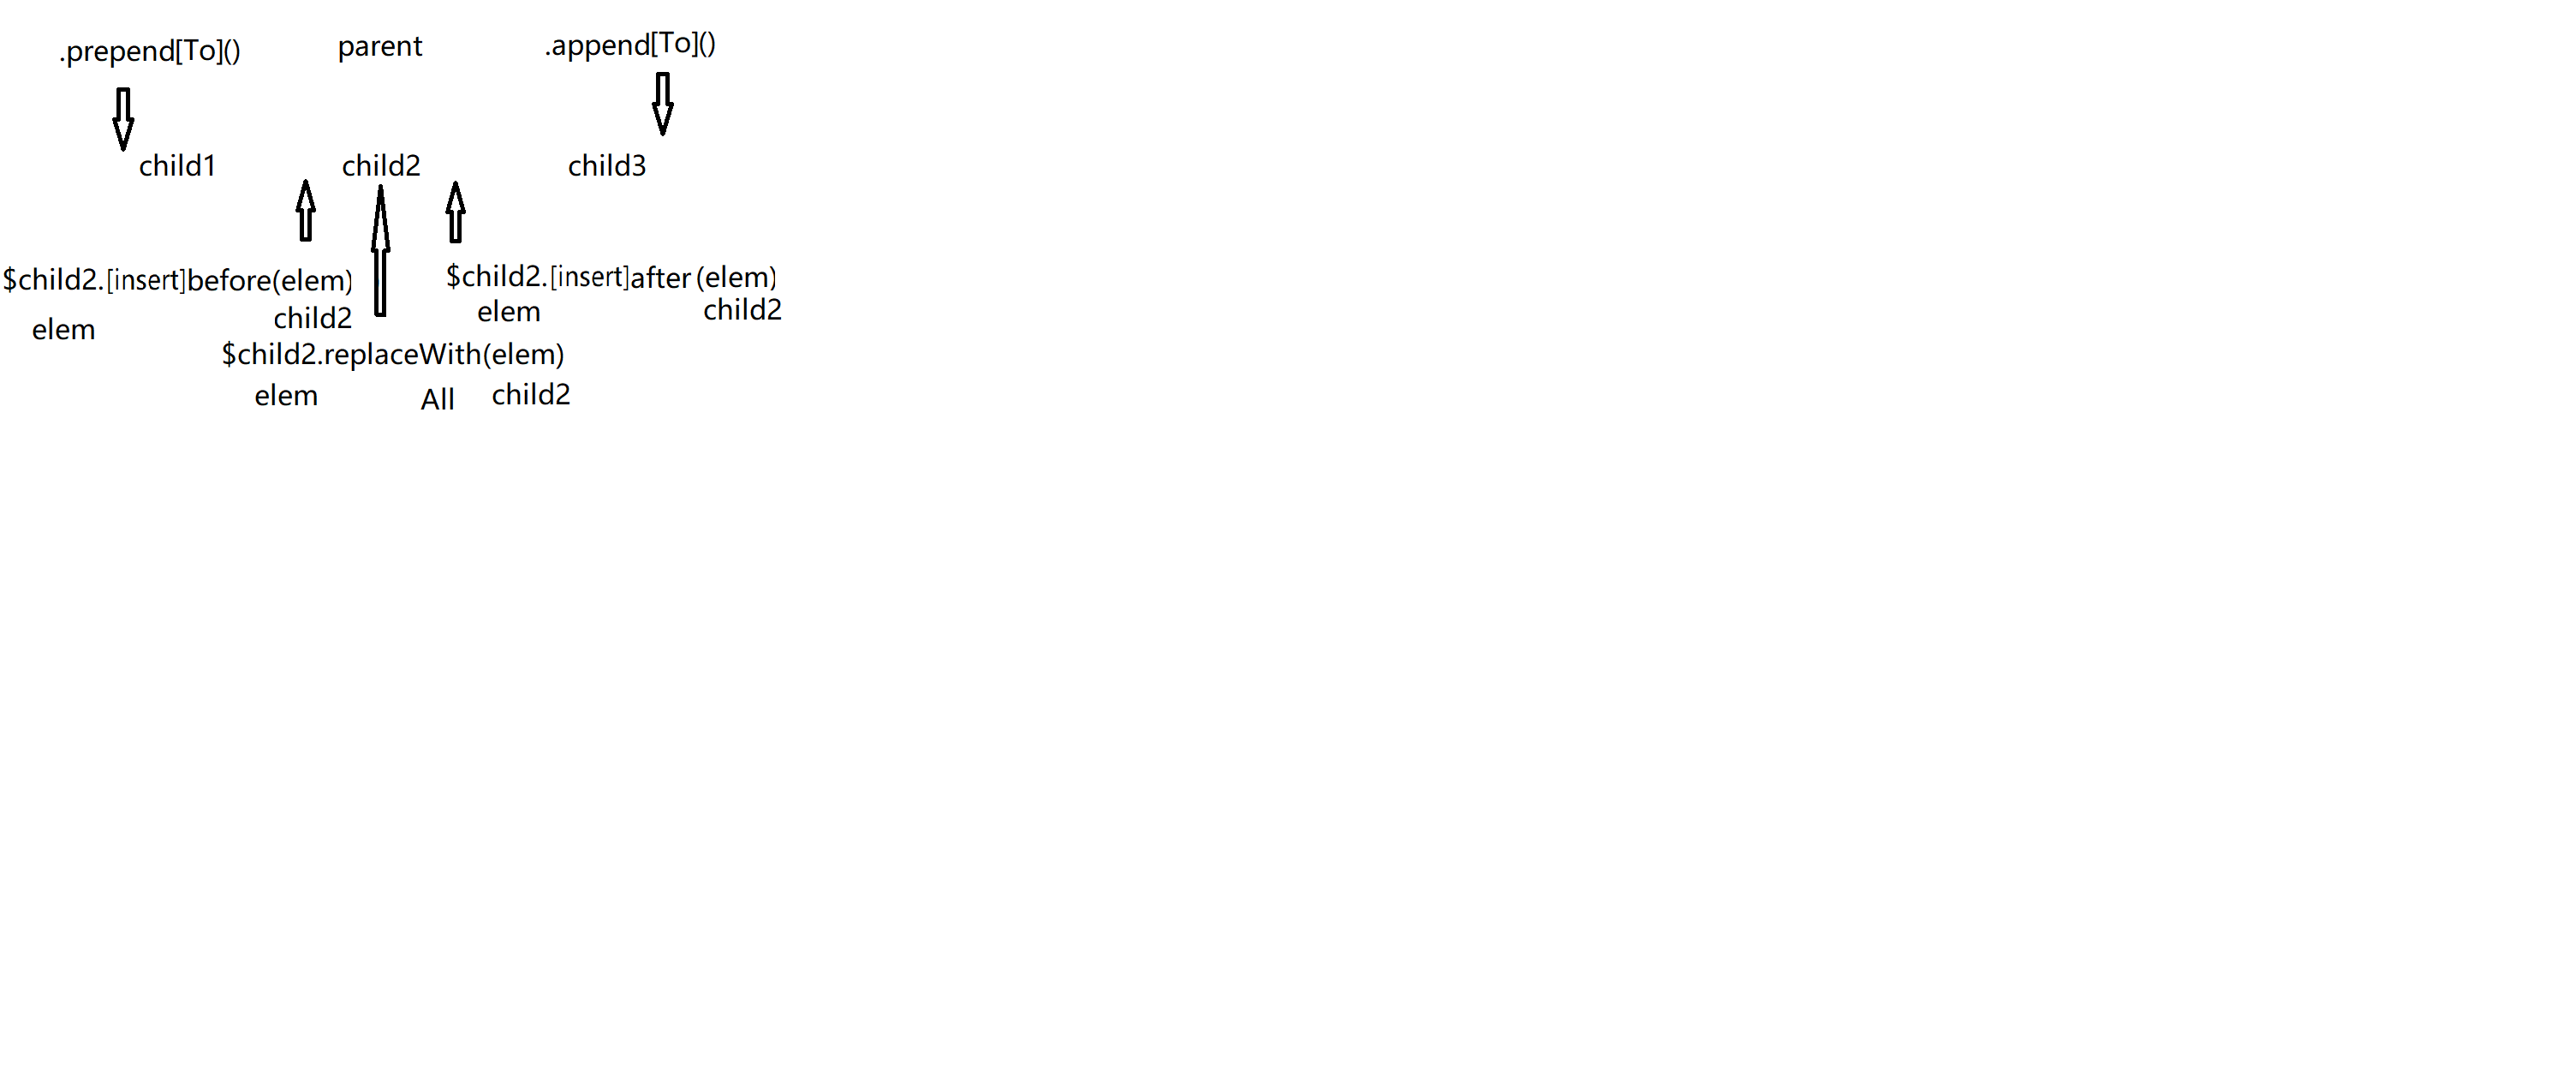 .prepend[To]() parent .append[To]()
child1 child2 child3
$child2.[insert]before(elem) $child2.[insert]after(elem)
elem child2 elem child2
$child2.replaceWith(elem)
elem All child2